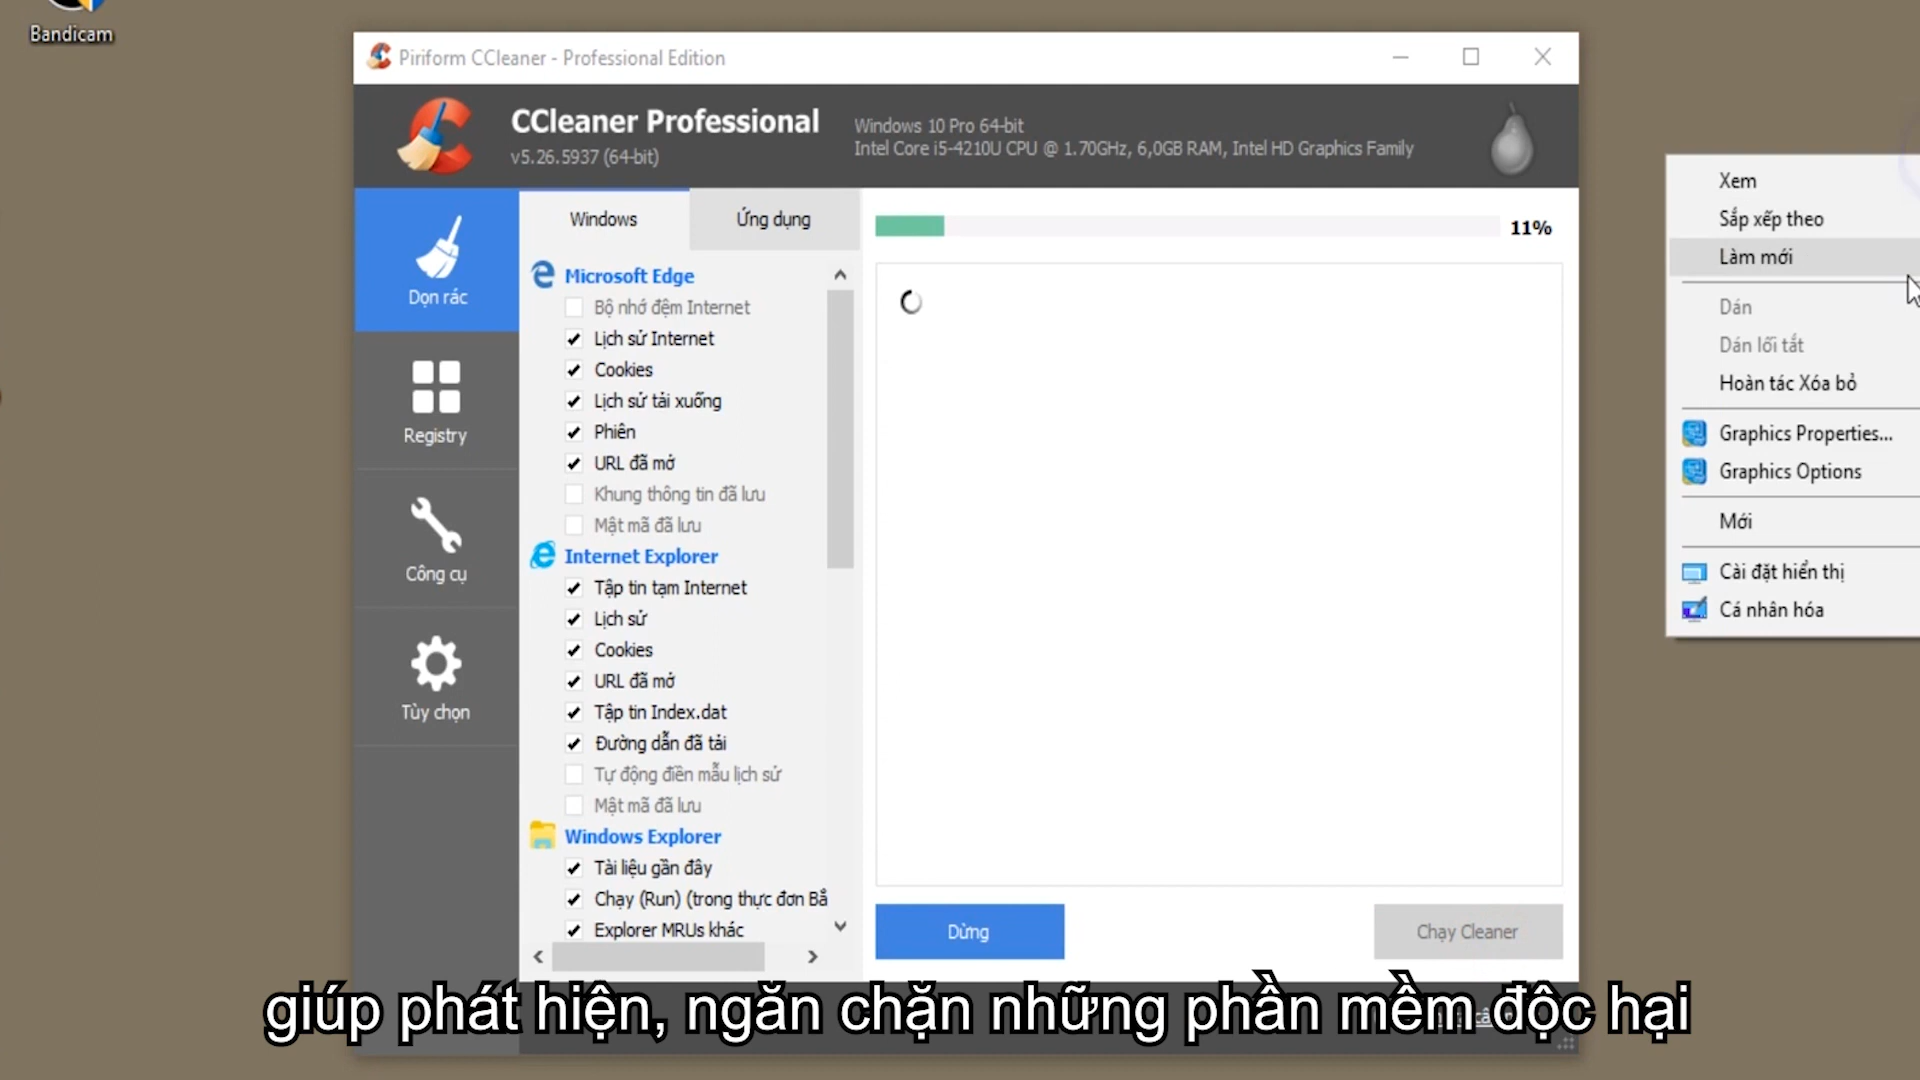 Bandicam
Piriform CCleaner - Professional Edition
CCleaner Professional
v5.26.5937 (64-bit)
Windows 10 Pro 64-bit
Intel Core i5-4210U CPU @ 1.70GHz, 6,0GB RAM, Intel HD Graphics Family
Dọn rác
Registry
Công cụ
Tùy chọn
Windows
Ứng dụng
Microsoft Edge
Bộ nhớ đệm Internet
Lịch sử Internet
Cookies
Lịch sử tải xuống
Phiên
URL đã mở
Khung thông tin đã lưu
Mật mã đã lưu
Internet Explorer
Tập tin tạm Internet
Lịch sử
Cookies
URL đã mở
Tập tin Index.dat
Đường dẫn đã tải
Tự động điền mẫu lịch sử
Mật mã đã lưu
Windows Explorer
Tài liệu gần đây
Chạy (Run) (trong thực đơn Bắ
Explorer MRUs khác
11%
Dừng
Chạy Cleaner
Xem
Sắp xếp theo
Làm mới
Dán
Dán lối tắt
Hoàn tác Xóa bỏ
Graphics Properties...
Graphics Options
Mới
Cài đặt hiển thị
Cá nhân hóa
giúp phát hiện, ngăn chặn những phần mềm độc hại